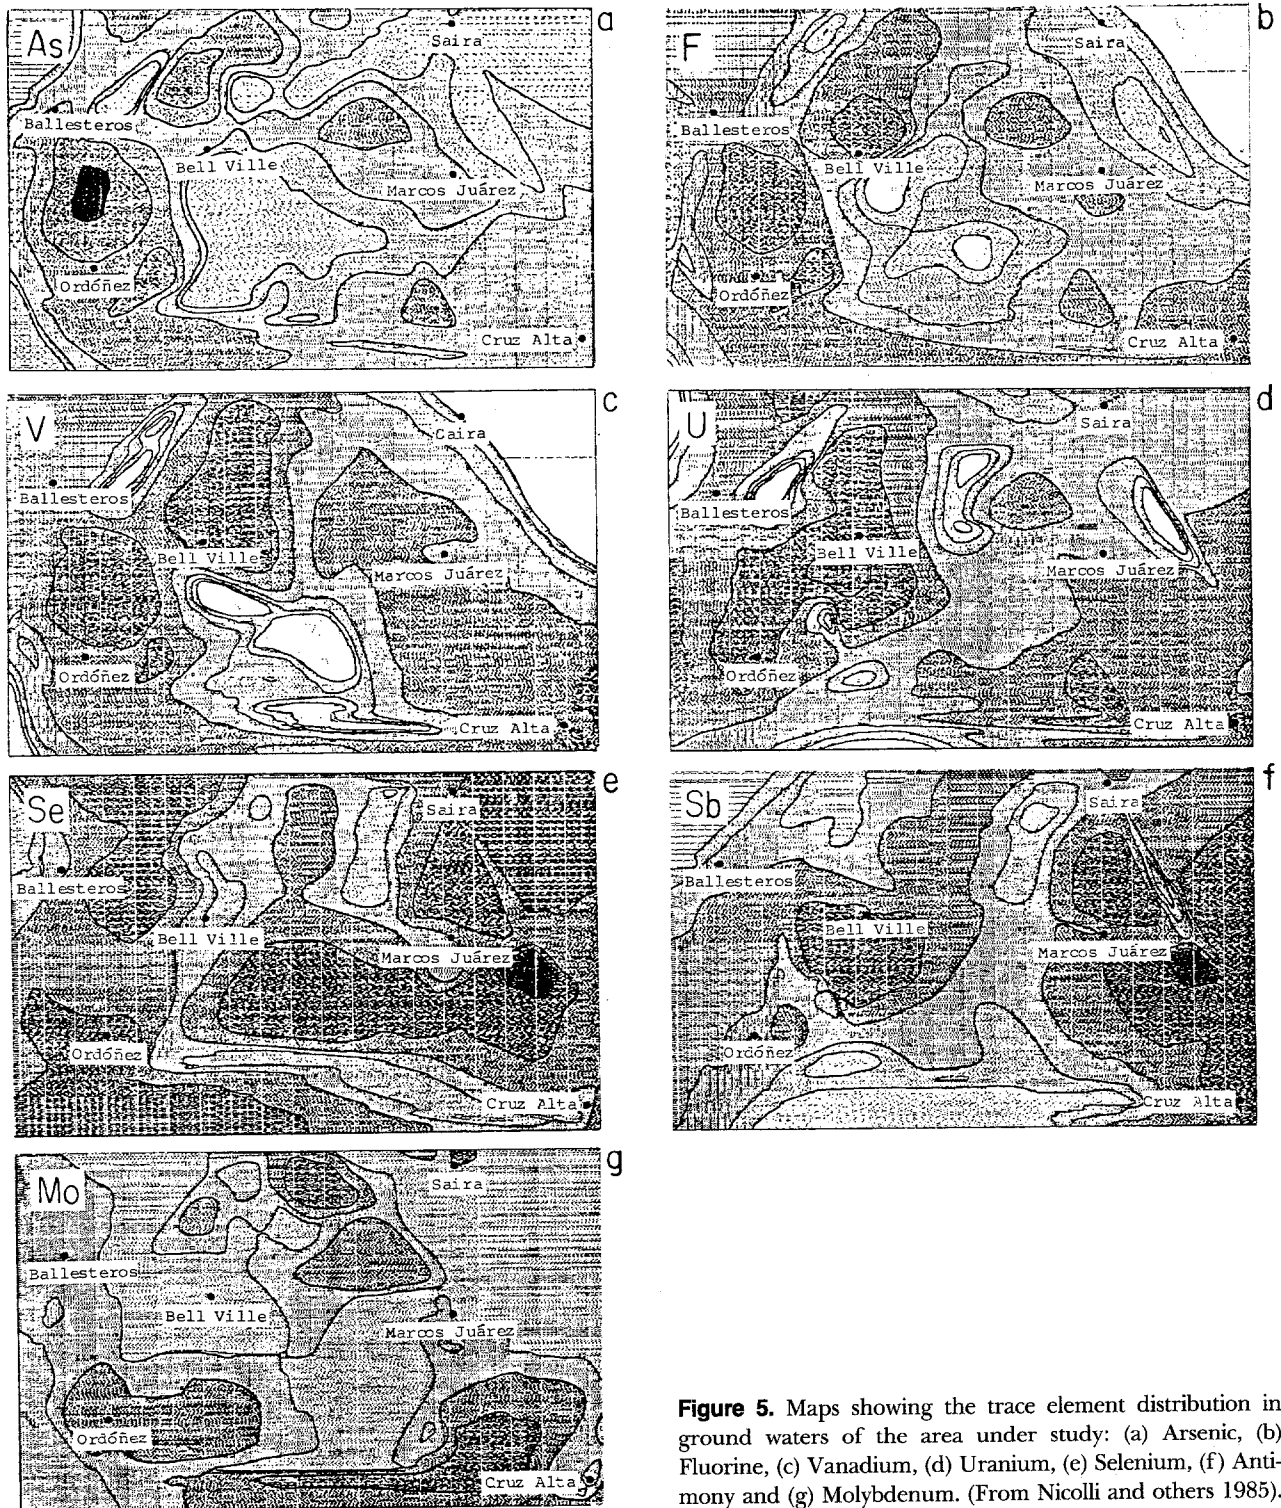 a
As
Saira
Ballesteros
Bell Ville
Marcos Juárez
Ordóñez
Cruz Alta
b
F
Saira
Ballesteros
Bell Ville
Marcos Juárez
Ordóñez
Cruz Alta
c
V
Caira
Ballesteros
Bell Ville
Marcos Juárez
Ordóñez
Cruz Alta
d
U
Saira
Ballesteros
Bell Ville
Marcos Juárez
Ordóñez
Cruz Alta
e
Se
Saira
Ballesteros
Bell Ville
Marcos Juárez
Ordóñez
Cruz Alta
f
Sb
Saira
Ballesteros
Bell Ville
Marcos Juárez
Ordóñez
Cruz Alta
g
Mo
Saira
Ballesteros
Bell Ville
Marcos Juárez
Ordóñez
Cruz Alta
Figure 5. Maps showing the trace element distribution in
ground waters of the area under study: (a) Arsenic, (b)
Fluorine, (c) Vanadium, (d) Uranium, (e) Selenium, (f) Anti-
mony and (g) Molybdenum. (From Nicolli and others 1985).